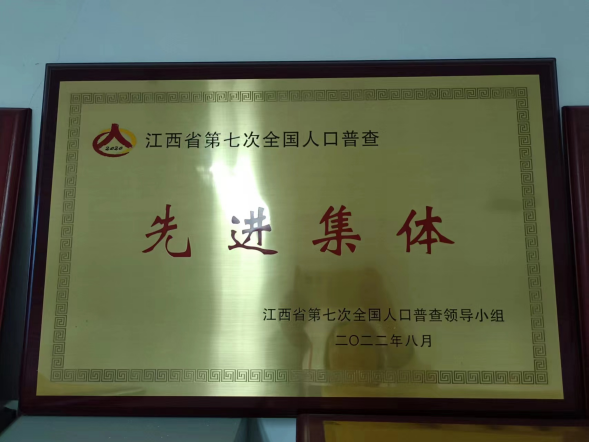 2020
江西省第七次全国人口普查
先进集体
江西省第七次全国人口普查领导小组
二〇二二年八月